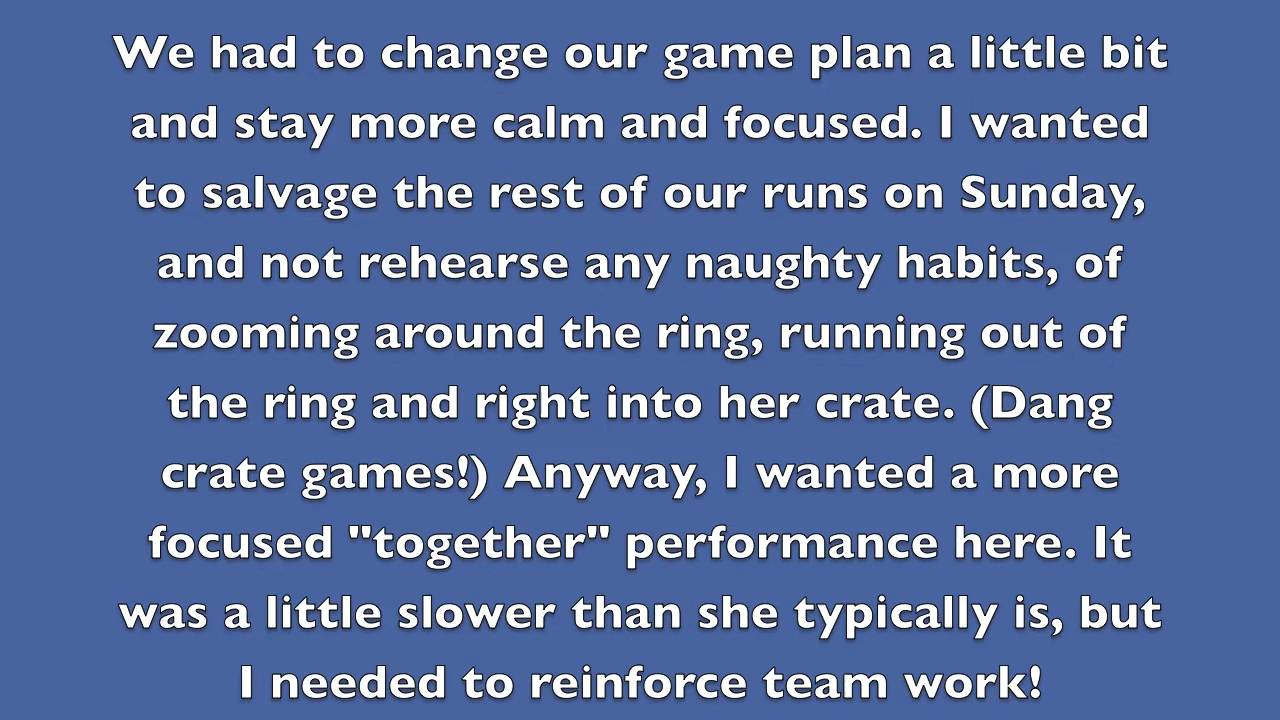 We had to change our game plan a little bit
and stay more calm and focused. I wanted
to salvage the rest of our runs on Sunday,
and not rehearse any naughty habits, of
zooming around the ring, running out of
the ring and right into her crate. (Dang
crate games!) Anyway, I wanted a more
focused "together" performance here. It
was a little slower than she typically is, but
I needed to reinforce team work!